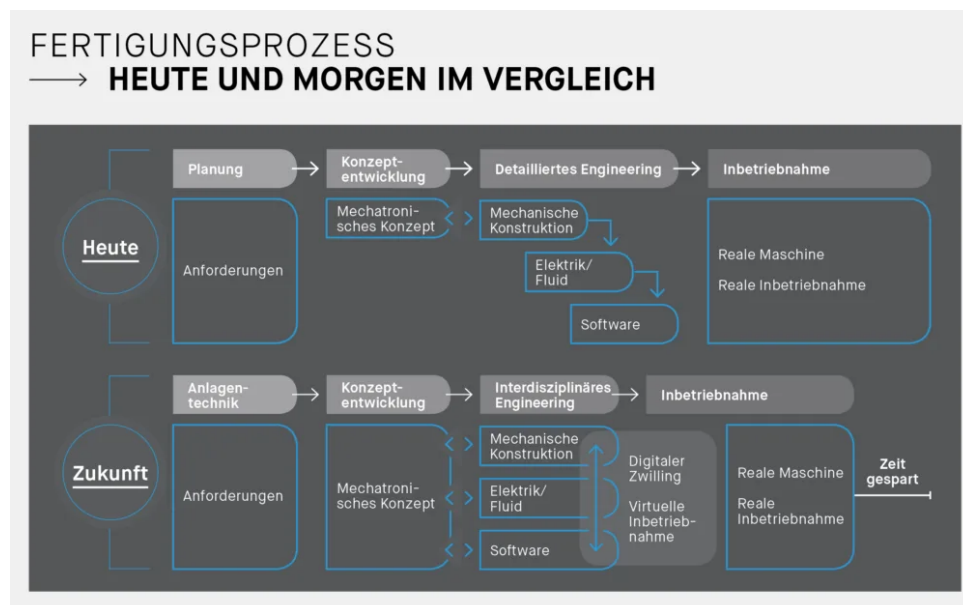 FERTIGUNGSPROZESS
HEUTE UND MORGEN IM VERGLEICH
Heute
Planung
Konzept-
entwicklung
Detailliertes Engineering
Inbetriebnahme
Anforderungen
Mechatroni-
sches Konzept
Mechanische
Konstruktion
Elektrik/
Fluid
Software
Reale Maschine
Reale Inbetriebnahme
Zukunft
Anlagen-
technik
Konzept-
entwicklung
Interdisziplinäres
Engineering
Inbetriebnahme
Anforderungen
Mechatroni-
sches Konzept
Mechanische
Konstruktion
Elektrik/
Fluid
Software
Digitaler
Zwilling
Virtuelle
Inbetrieb-
nahme
Reale Maschine
Reale
Inbetriebnahme
Zeit
gespart